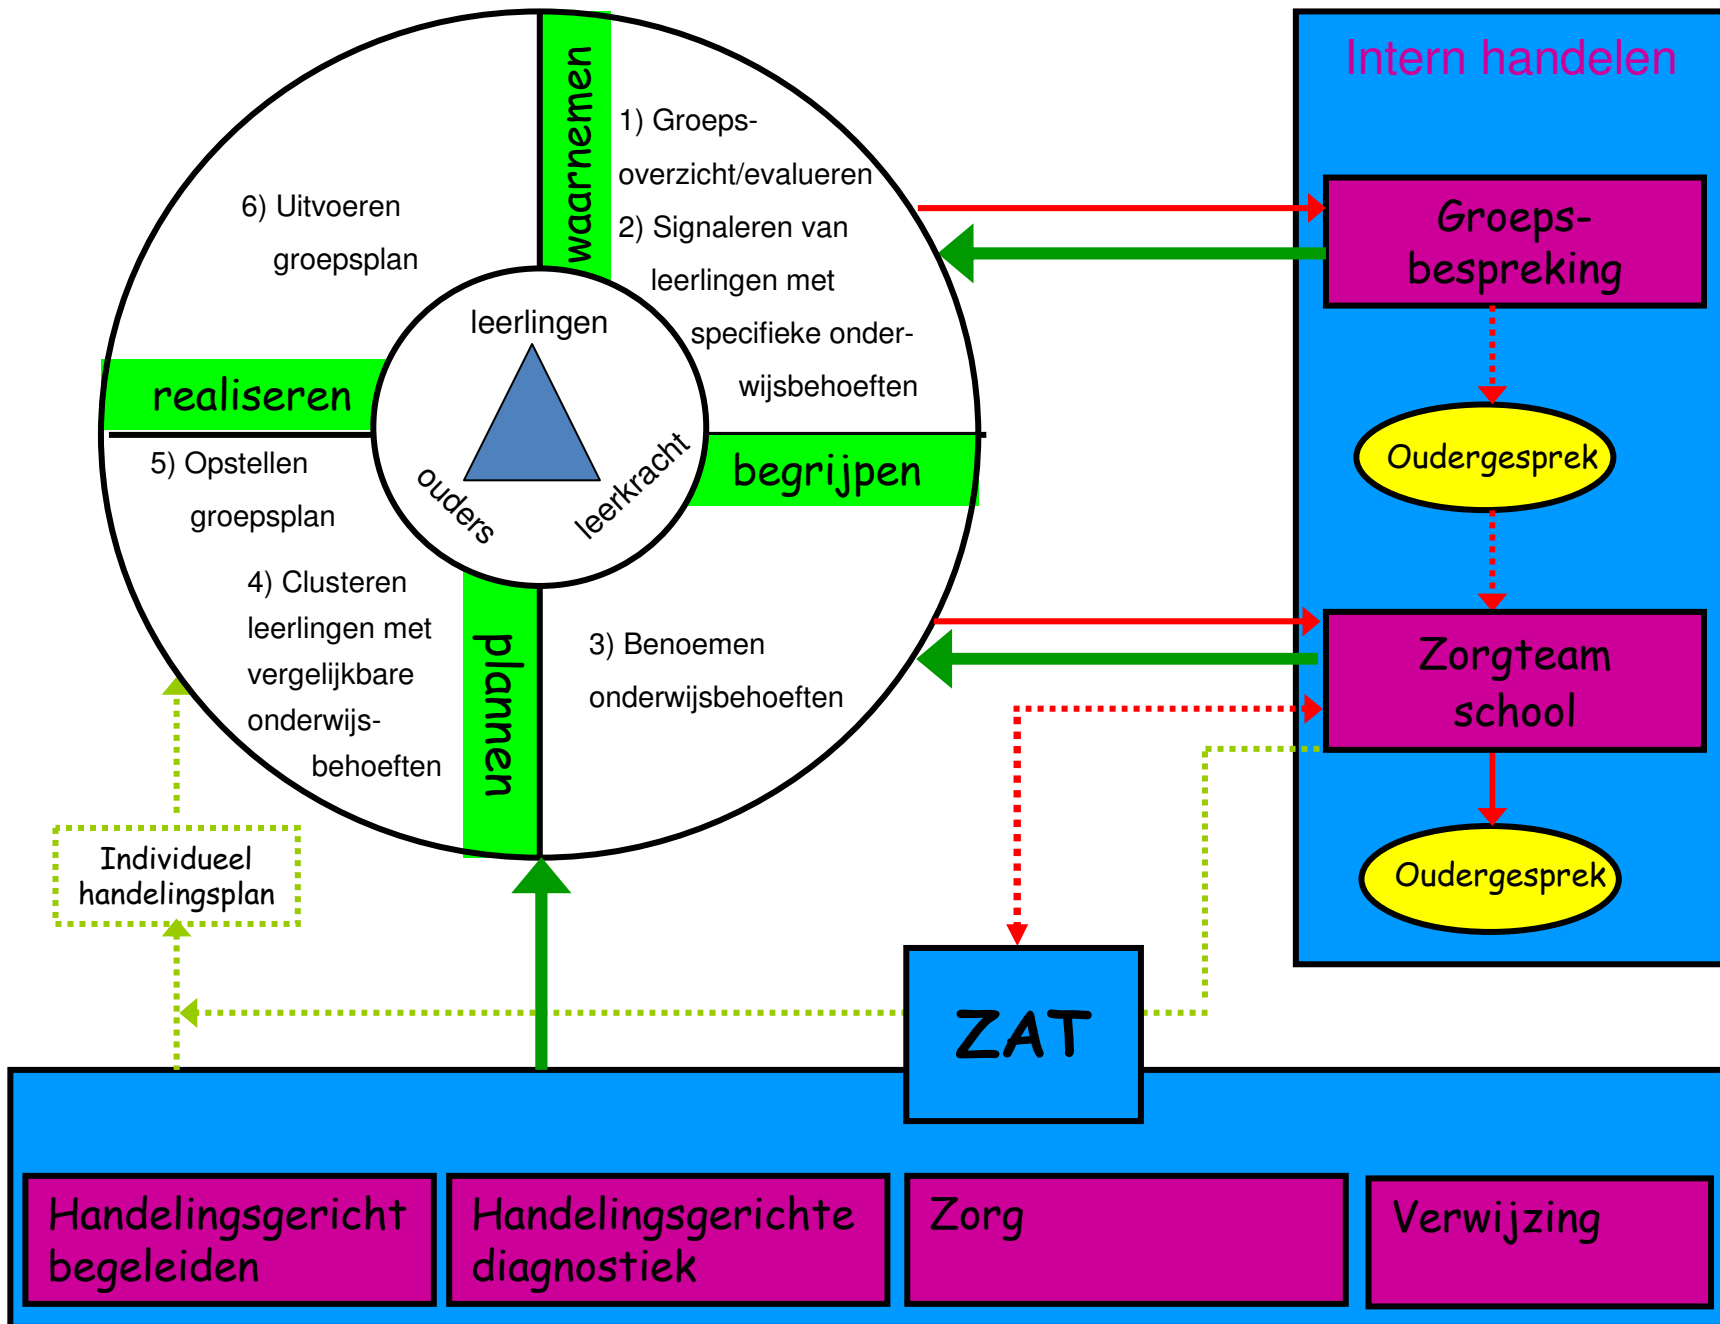 Intern handelen
waarnemen
1) Groeps-
overzicht/evalueren
2) Signaleren van
leerlingen met
specifieke onder-
wijsbehoeften
6) Uitvoeren
groepsplan
leerlingen
ouders
leerkracht
realiseren
begrijpen
5) Opstellen
groepsplan
4) Clusteren
leerlingen met
vergelijkbare
onderwijs-
behoeften
plannen
3) Benoemen
onderwijsbehoeften
Groeps-
bespreking
Oudergesprek
Zorgteam
school
Oudergesprek
Individueel
handelingsplan
ZAT
Handelingsgericht
begeleiden
Handelingsgerichte
diagnostiek
Zorg
Verwijzing